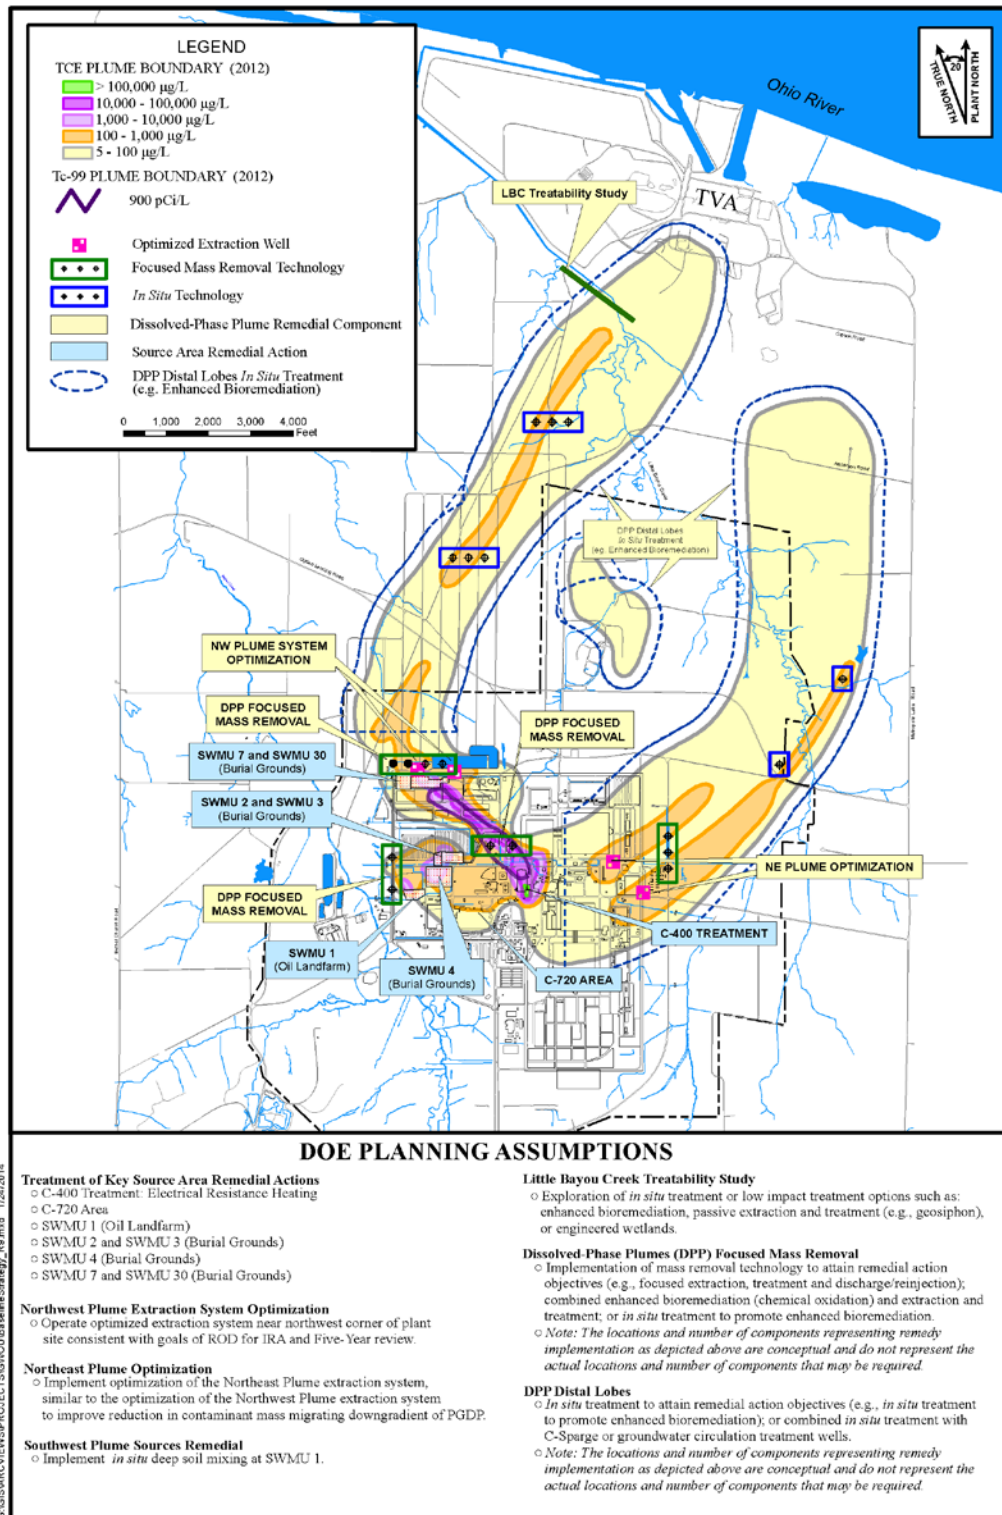 LEGEND
TCE PLUME BOUNDARY (2012)
> 100,000 µg/L
10,000 - 100,000 µg/L
1,000 - 10,000 µg/L
100 - 1,000 µg/L
5 - 100 µg/L
Tc-99 PLUME BOUNDARY (2012)
900 pCi/L
Optimized Extraction Well
Focused Mass Removal Technology
In Situ Technology
Dissolved-Phase Plume Remedial Component
Source Area Remedial Action
DPP Distal Lobes In Situ Treatment
(e.g. Enhanced Bioremediation)
0 1,000 2,000 3,000 4,000
Feet
TRUE NORTH
20
PLANT NORTH
Ohio River
TVA
LBC Treatability Study
DPP Distal Lobes
In Situ Treatment
(eg. Enhanced Bioremediation)
NW PLUME SYSTEM
OPTIMIZATION
DPP FOCUSED
MASS REMOVAL
DPP FOCUSED
MASS REMOVAL
SWMU 7 and SWMU 30
(Burial Grounds)
SWMU 2 and SWMU 3
(Burial Grounds)
NE PLUME OPTIMIZATION
DPP FOCUSED
MASS REMOVAL
C-400 TREATMENT
SWMU 1
(Oil Landfarm)
SWMU 4
(Burial Grounds)
C-720 AREA
DOE PLANNING ASSUMPTIONS
Treatment of Key Source Area Remedial Actions
○ C-400 Treatment: Electrical Resistance Heating
○ C-720 Area
○ SWMU 1 (Oil Landfarm)
○ SWMU 2 and SWMU 3 (Burial Grounds)
○ SWMU 4 (Burial Grounds)
○ SWMU 7 and SWMU 30 (Burial Grounds)
Northwest Plume Extraction System Optimization
○ Operate optimized extraction system near northwest corner of plant
site consistent with goals of ROD for IRA and Five-Year review.
Northeast Plume Optimization
○ Implement optimization of the Northeast Plume extraction system,
similar to the optimization of the Northwest Plume extraction system
to improve reduction in contaminant mass migrating downgradient of PGDP.
Southwest Plume Sources Remedial
○ Implement in situ deep soil mixing at SWMU 1.
Little Bayou Creek Treatability Study
○ Exploration of in situ treatment or low impact treatment options such as:
enhanced bioremediation, passive extraction and treatment (e.g., geosiphon),
or engineered wetlands.
Dissolved-Phase Plumes (DPP) Focused Mass Removal
○ Implementation of mass removal technology to attain remedial action
objectives (e.g., focused extraction, treatment and discharge/reinjection);
combined enhanced bioremediation (chemical oxidation) and extraction and
treatment; or in situ treatment to promote enhanced bioremediation.
○ Note: The locations and number of components representing remedy
implementation as depicted above are conceptual and do not represent the
actual locations and number of components that may be required.
DPP Distal Lobes
○ In situ treatment to attain remedial action objectives (e.g., in situ treatment
to promote enhanced bioremediation); or combined in situ treatment with
C-Sparge or groundwater circulation treatment wells.
○ Note: The locations and number of components representing remedy
implementation as depicted above are conceptual and do not represent the
actual locations and number of components that may be required.